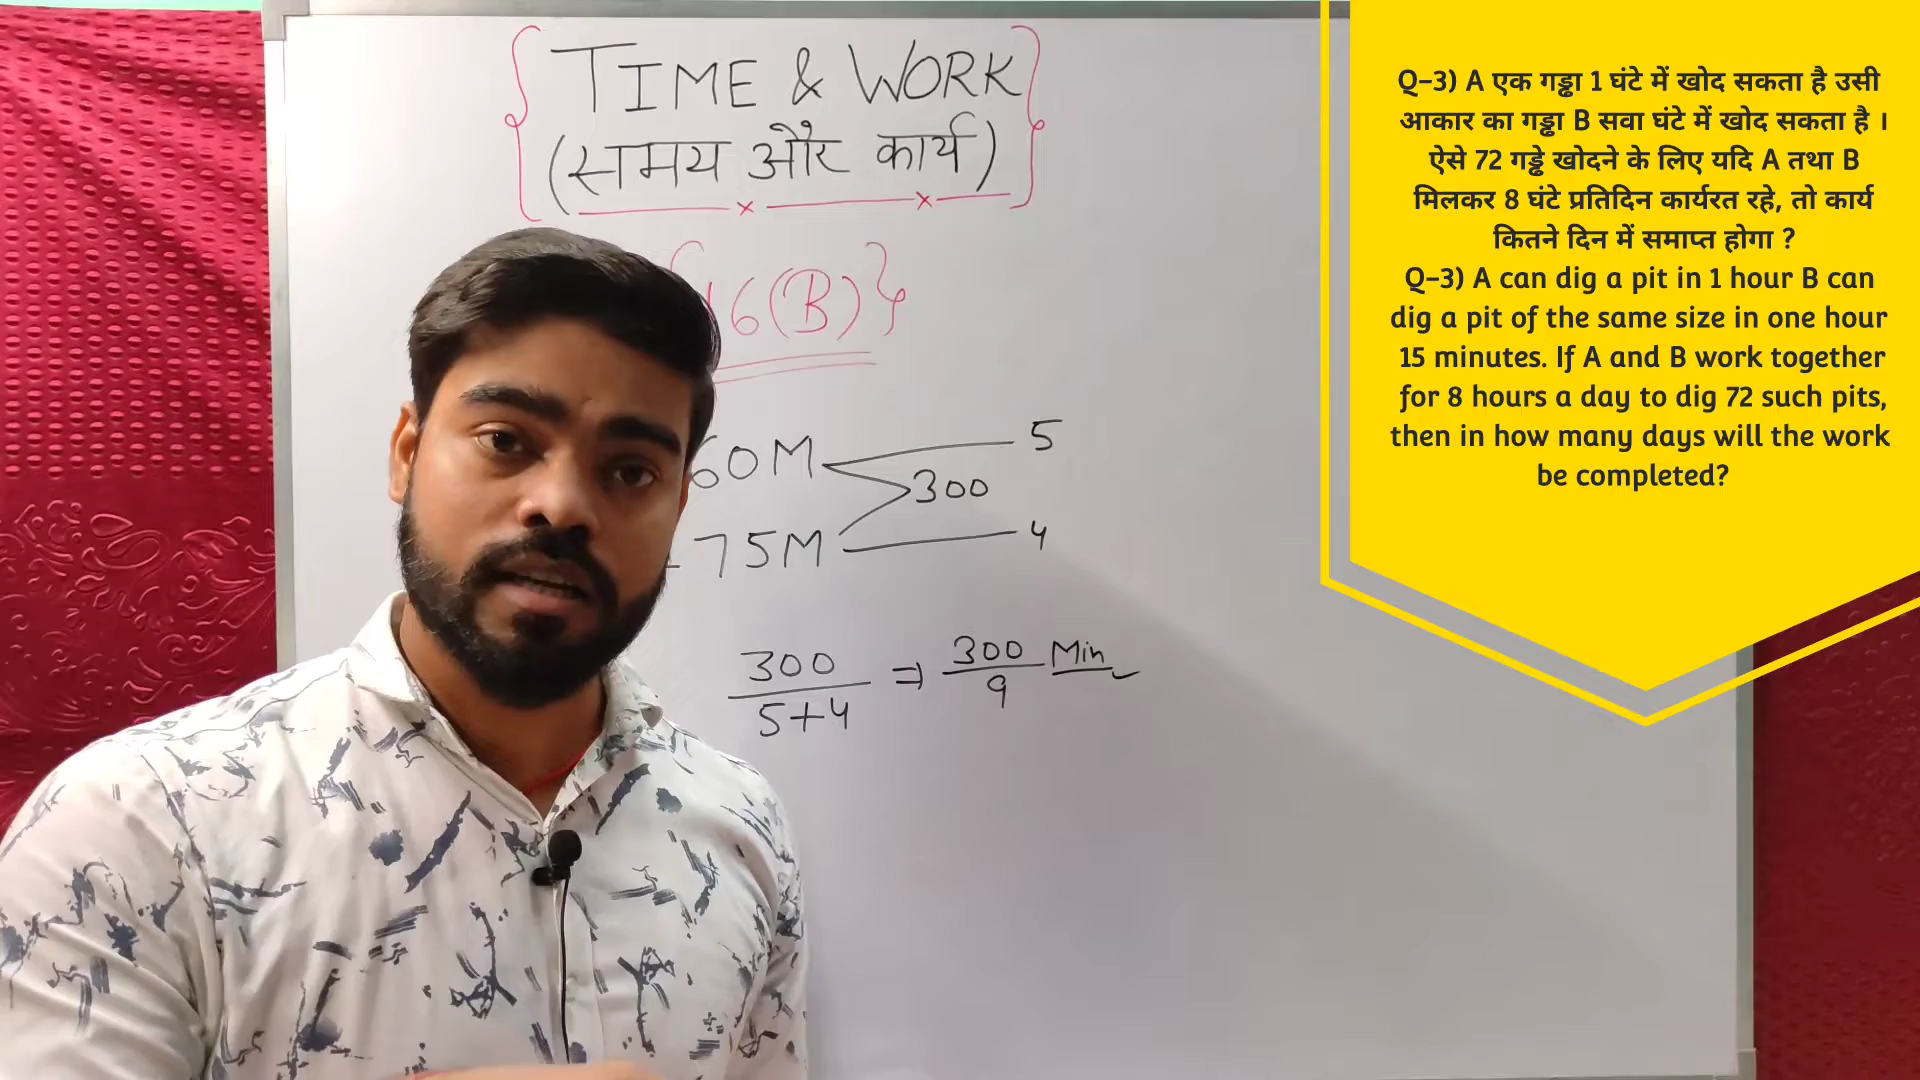 TIME & WORK
(समय और कार्य)
16(B)
60M
5
300
75M
4
300
5+4
⇒
300
9
Min
Q-3) A एक गड्ढा 1 घंटे में खोद सकता है उसी
आकार का गड्ढा B सवा घंटे में खोद सकता है ।
ऐसे 72 गड्ढे खोदने के लिए यदि A तथा B
मिलकर 8 घंटे प्रतिदिन कार्यरत रहे, तो कार्य
कितने दिन में समाप्त होगा ?
Q-3) A can dig a pit in 1 hour B can
dig a pit of the same size in one hour
15 minutes. If A and B work together
for 8 hours a day to dig 72 such pits,
then in how many days will the work
be completed?